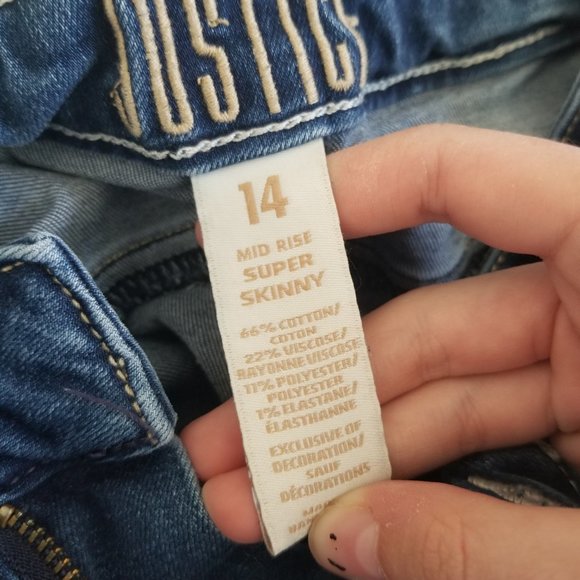 JUSTICE
14
MID RISE
SUPER
SKINNY
66% COTTON/
COTON
22% VISCOSE/
RAYONNE VISCOSE
11% POLYESTER/
POLYESTER
1% ELASTANE/
ÉLASTHANNE
EXCLUSIVE OF
DECORATION/
SAUF
DÉCORATIONS